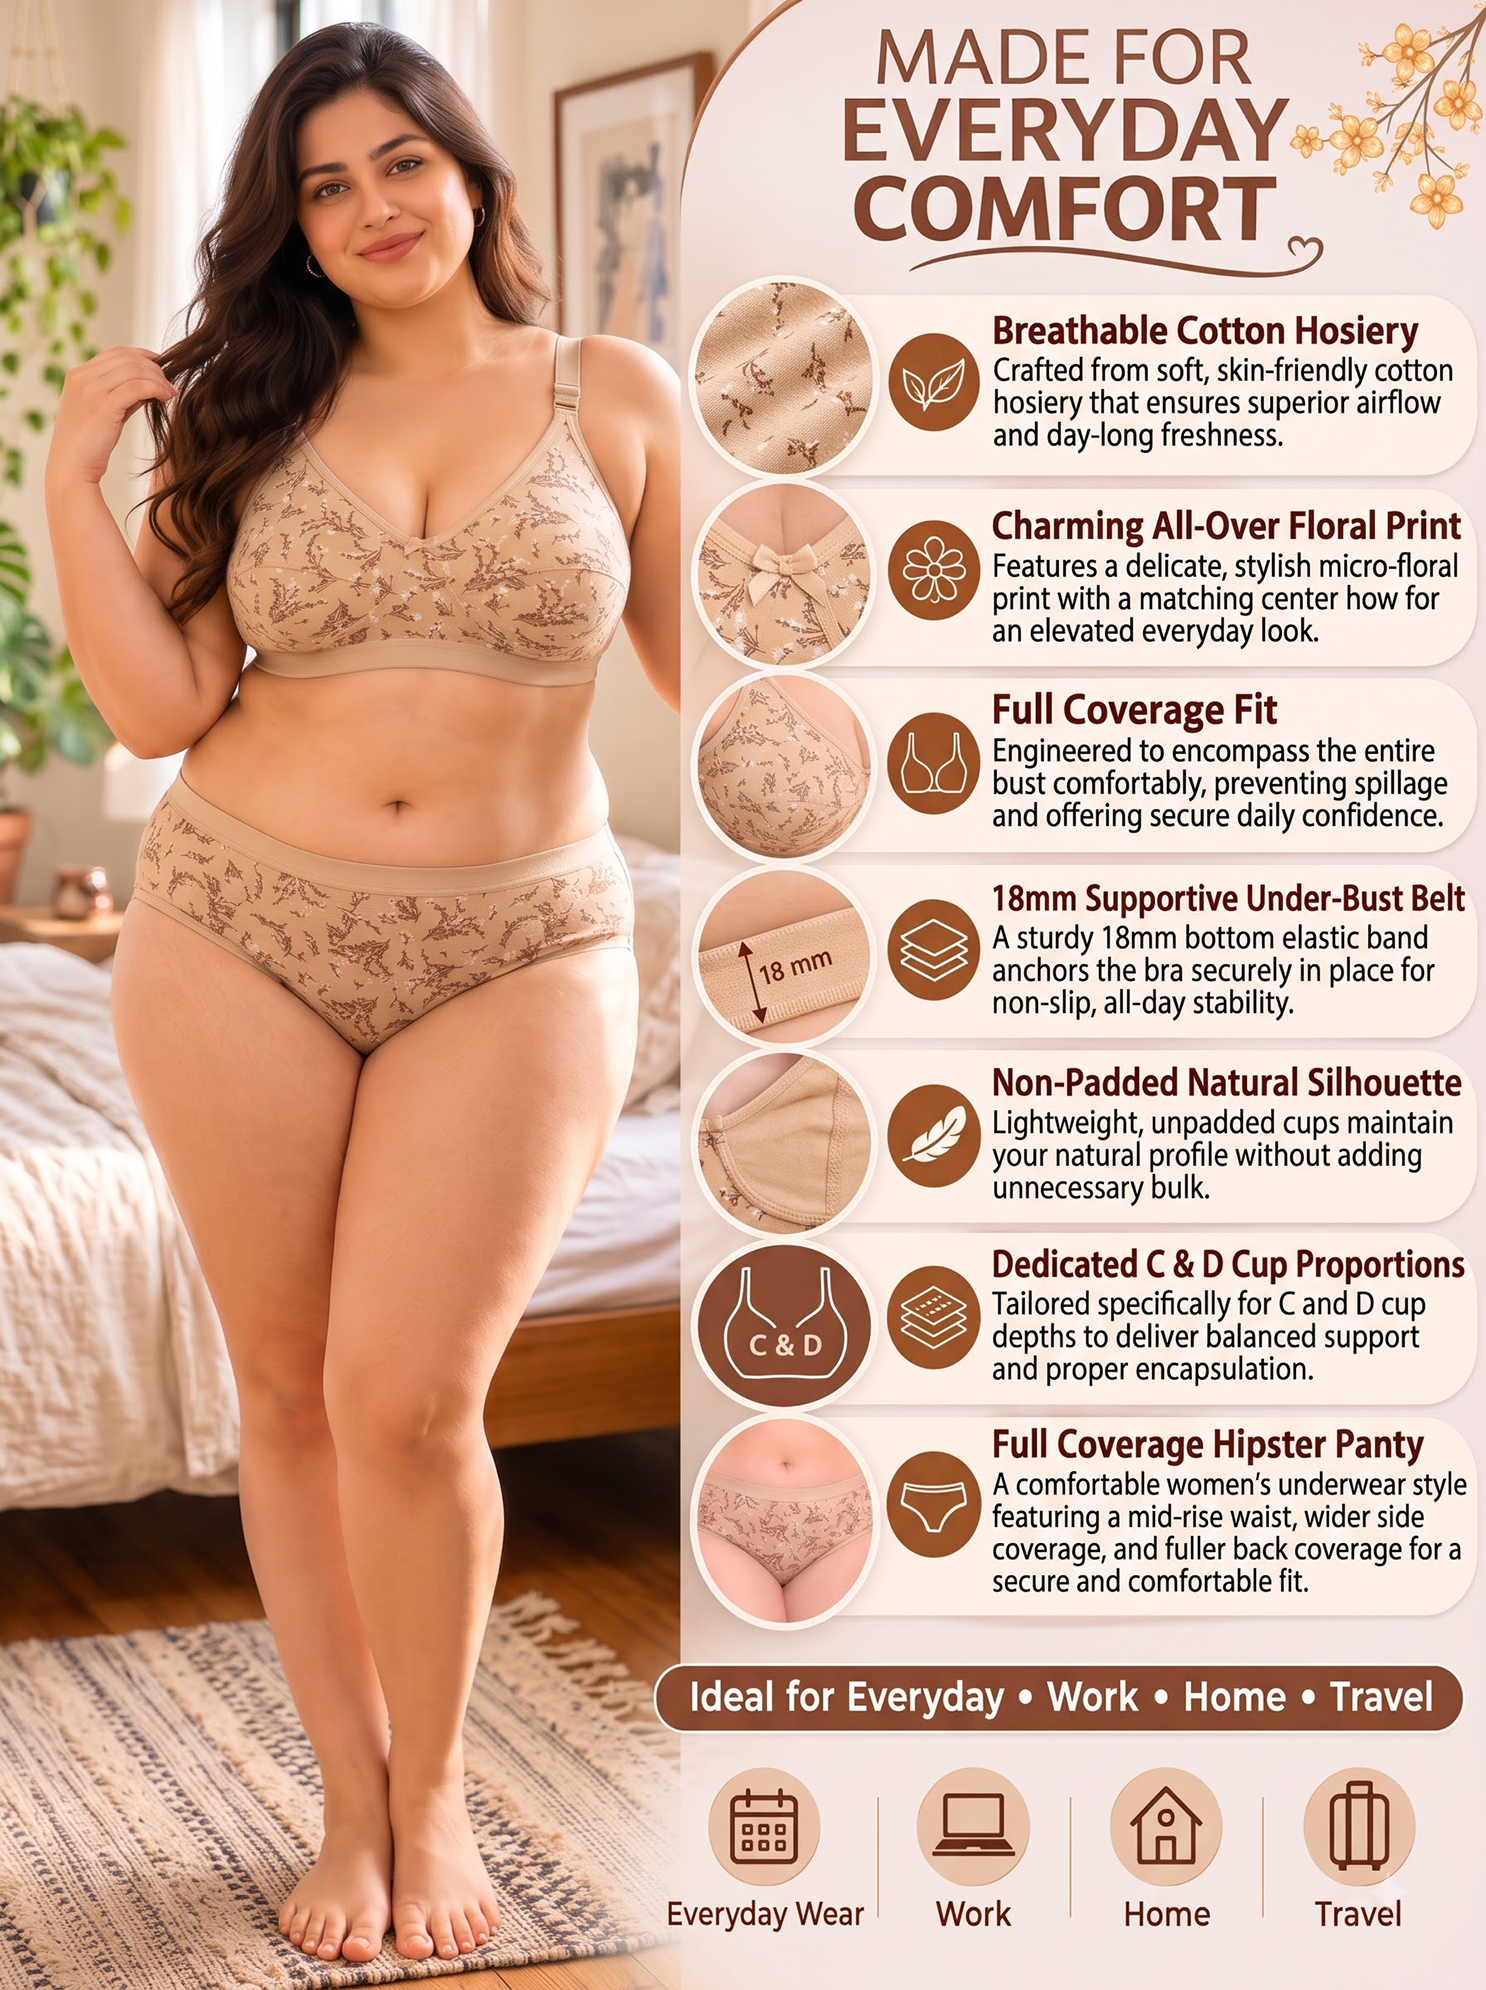 MADE FOR
EVERYDAY
COMFORT
Breathable Cotton Hosiery
Crafted from soft, skin-friendly cotton
hosiery that ensures superior airflow
and day-long freshness.
Charming All-Over Floral Print
Features a delicate, stylish micro-floral
print with a matching center how for
an elevated everyday look.
Full Coverage Fit
Engineered to encompass the entire
bust comfortably, preventing spillage
and offering secure daily confidence.
18 mm
18mm Supportive Under-Bust Belt
A sturdy 18mm bottom elastic band
anchors the bra securely in place for
non-slip, all-day stability.
Non-Padded Natural Silhouette
Lightweight, unpadded cups maintain
your natural profile without adding
unnecessary bulk.
C & D
Dedicated C & D Cup Proportions
Tailored specifically for C and D cup
depths to deliver balanced support
and proper encapsulation.
Full Coverage Hipster Panty
A comfortable women's underwear style
featuring a mid-rise waist, wider side
coverage, and fuller back coverage for a
secure and comfortable fit.
Ideal for Everyday • Work • Home • Travel
Everyday Wear
Work
Home
Travel